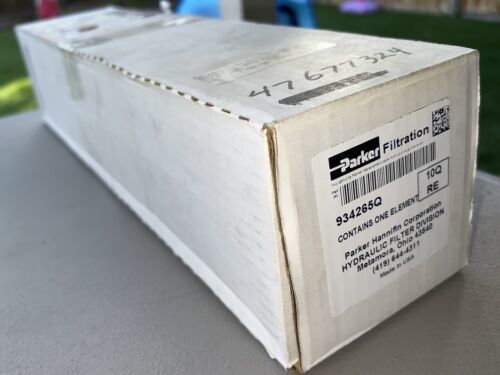 47677324
Parker Filtration
934265Q
CONTAINS ONE ELEMENT
10Q
RE
Parker Hannifin Corporation
HYDRAULIC FILTER DIVISION
Metamora, Ohio 43540
(419) 644-4311
Made in USA